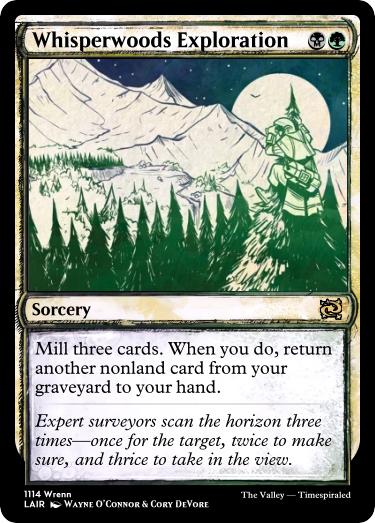 Whisperwoods Exploration
Sorcery
Mill three cards. When you do, return
another nonland card from your
graveyard to your hand.
Expert surveyors scan the horizon three
times—once for the target, twice to make
sure, and thrice to take in the view.
1114 Wrenn
LAIR Wayne O'Connor & Cory DeVore
The Valley — Timespiraled